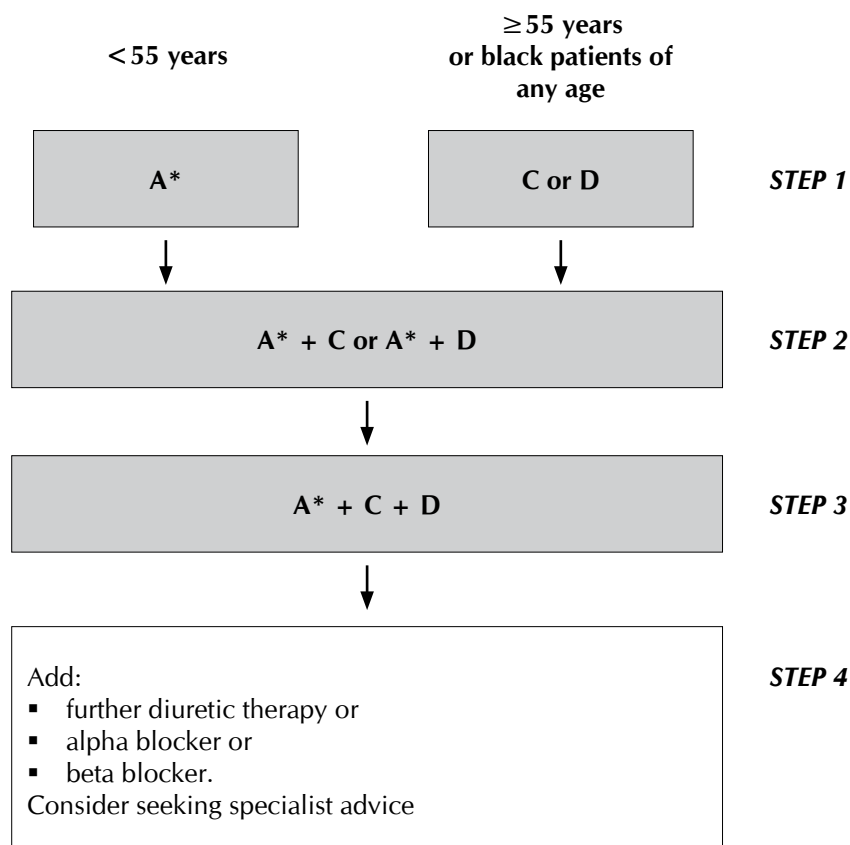 <55 years
≥55 years
or black patients of
any age
A*
C or D
STEP 1
A* + C or A* + D
STEP 2
A* + C + D
STEP 3
Add:
▪ further diuretic therapy or
▪ alpha blocker or
▪ beta blocker.
Consider seeking specialist advice
STEP 4